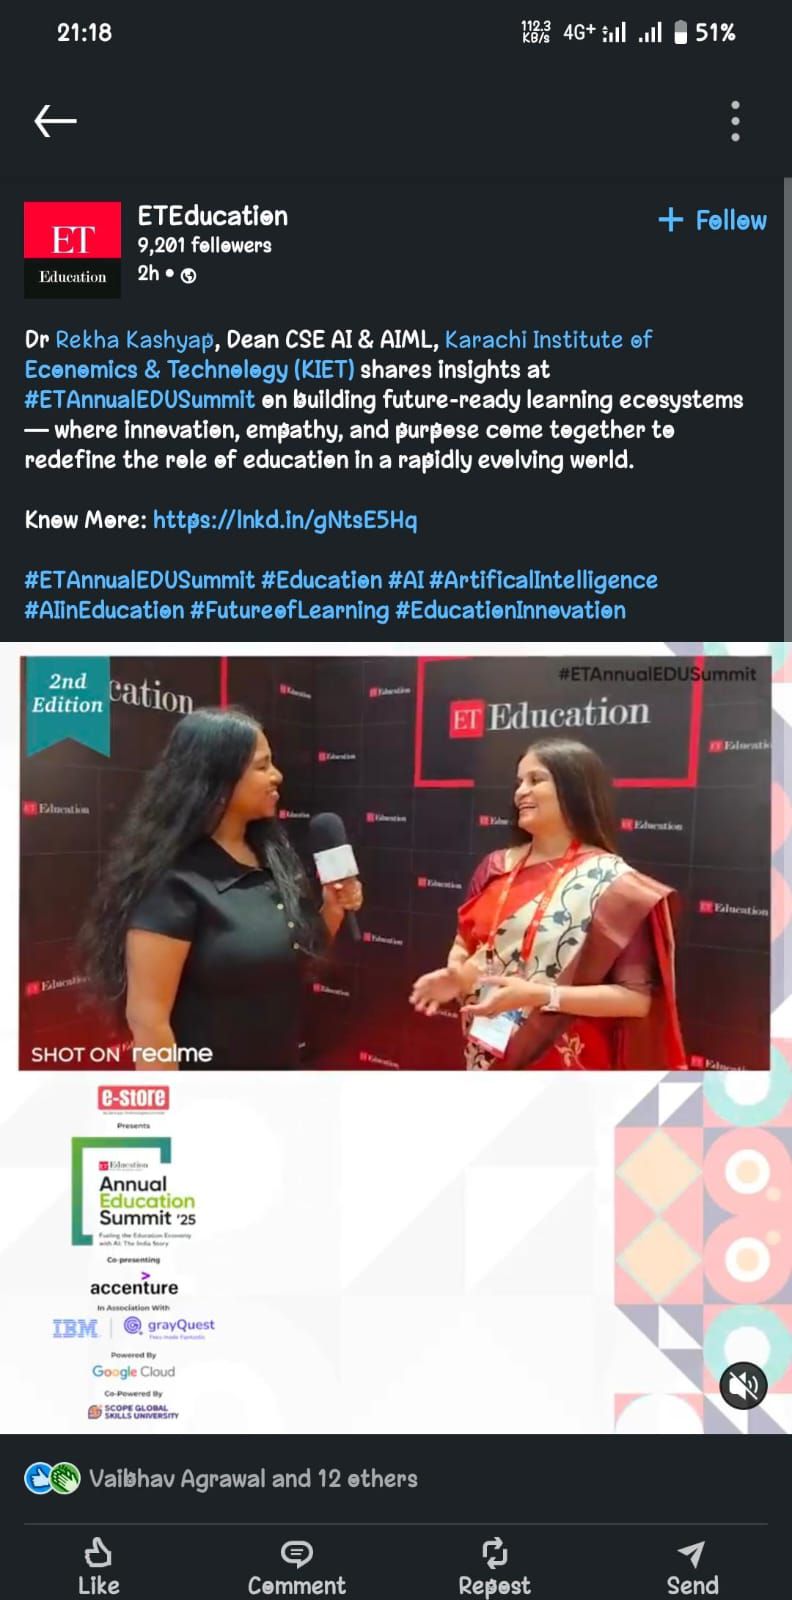 21:18
112.3
KB/s
4G+
51%
ET
Education
ETEducation
9,201 followers
2h •
+ Follow
Dr Rekha Kashyap, Dean CSE AI & AIML, Karachi Institute of
Economics & Technology (KIET) shares insights at
#ETAnnualEDUSummit on building future-ready learning ecosystems
— where innovation, empathy, and purpose come together to
redefine the role of education in a rapidly evolving world.
Know More: https://lnkd.in/gNtsE5Hq
#ETAnnualEDUSummit #Education #AI #ArtificalIntelligence
#AIinEducation #FutureofLearning #EducationInnovation
2nd
Edition
cation
#ETAnnualEDUSummit
ET Education
ET Education
ET Education
ET Education
SHOT ON realme
e-store
Presents
ET Education
Annual
Education
Summit '25
Fueling the Education Economy
with AI: The India Story
Co-presenting
accenture
In Association With
IBM | grayQuest
Powered By
Google Cloud
Co-Powered By
SCOPE GLOBAL
SKILLS UNIVERSITY
Vaibhav Agrawal and 12 others
Like
Comment
Repost
Send